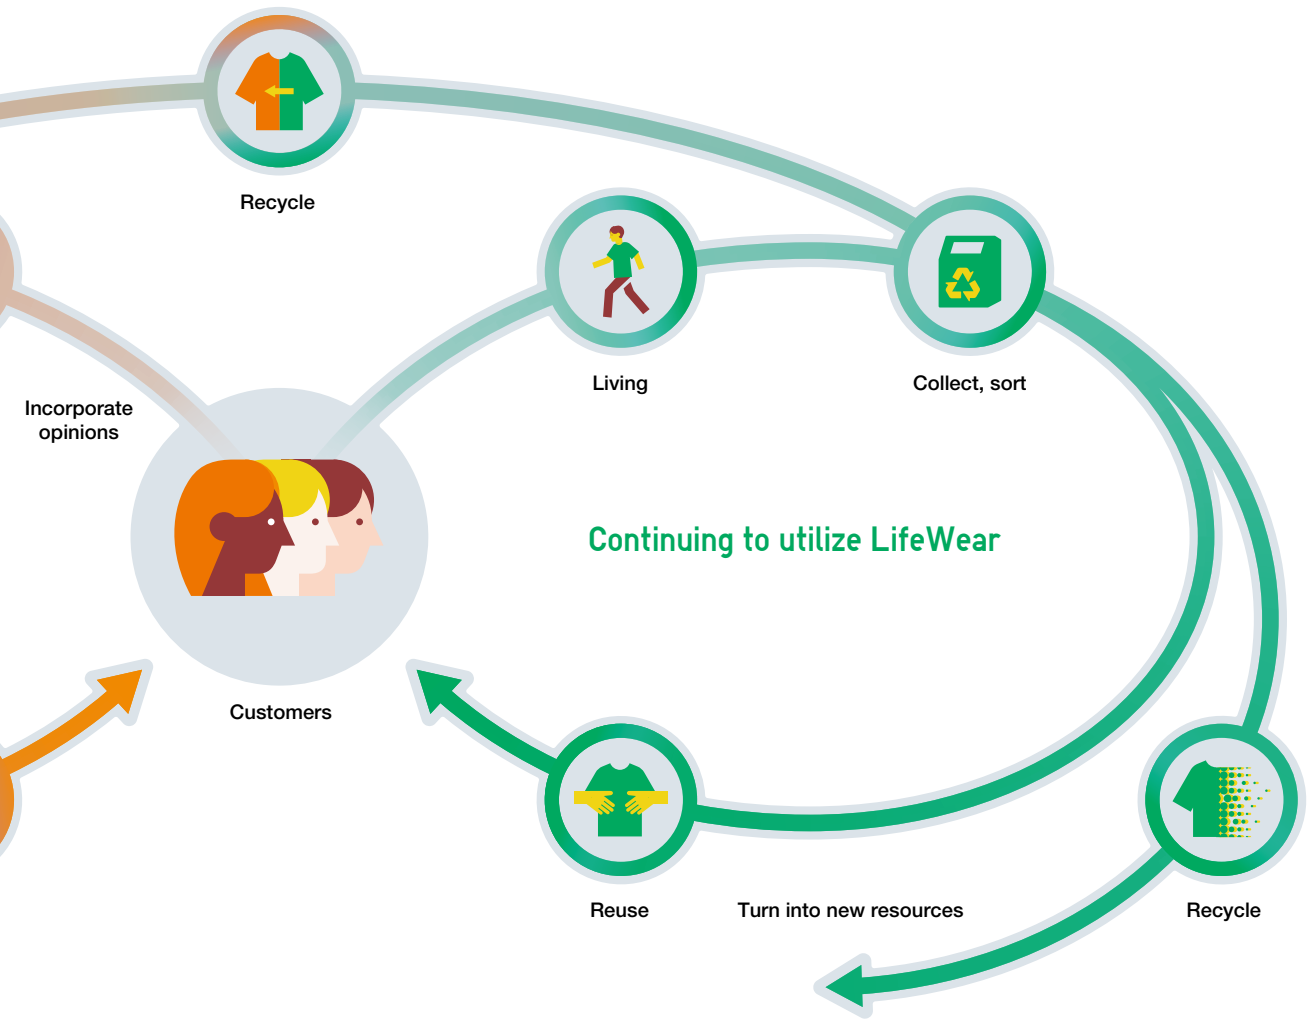 Recycle
Living
Collect, sort
Incorporate
opinions
Continuing to utilize LifeWear
Customers
Reuse
Turn into new resources
Recycle